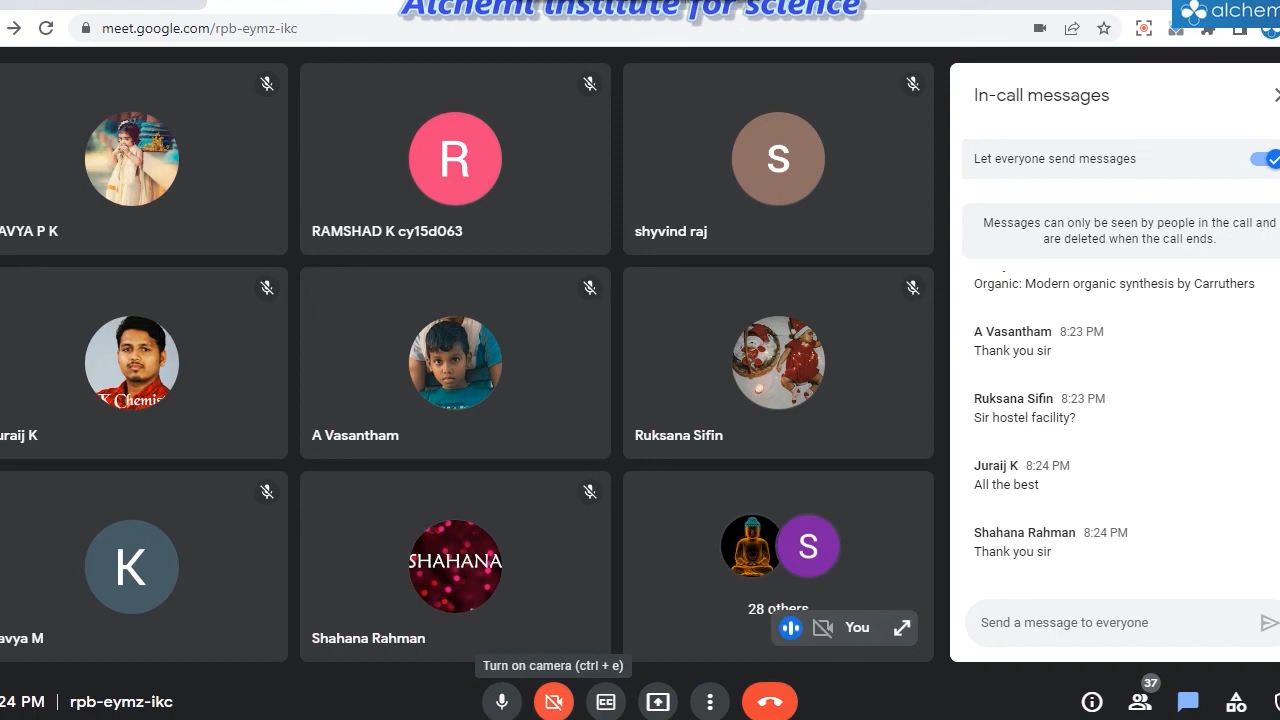 Alchemi institute for science
alchem
meet.google.com/rpb-eymz-ikc
AVYA P K
R
RAMSHAD K cy15d063
S
shyvind raj
K Chemis
uraij K
A Vasantham
Ruksana Sifin
K
avya M
SHAHANA
Shahana Rahman
S
28 others
You
Turn on camera (ctrl + e)
24 PM | rpb-eymz-ikc
CC
37
In-call messages
Let everyone send messages
Messages can only be seen by people in the call and
are deleted when the call ends.
Organic: Modern organic synthesis by Carruthers
A Vasantham 8:23 PM
Thank you sir
Ruksana Sifin 8:23 PM
Sir hostel facility?
Juraij K 8:24 PM
All the best
Shahana Rahman 8:24 PM
Thank you sir
Send a message to everyone